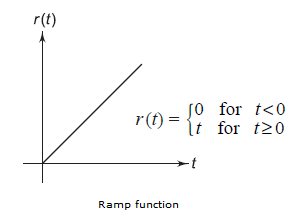 r(t)
r(t) = {0 for t<0
{t for t≥0
t
Ramp function